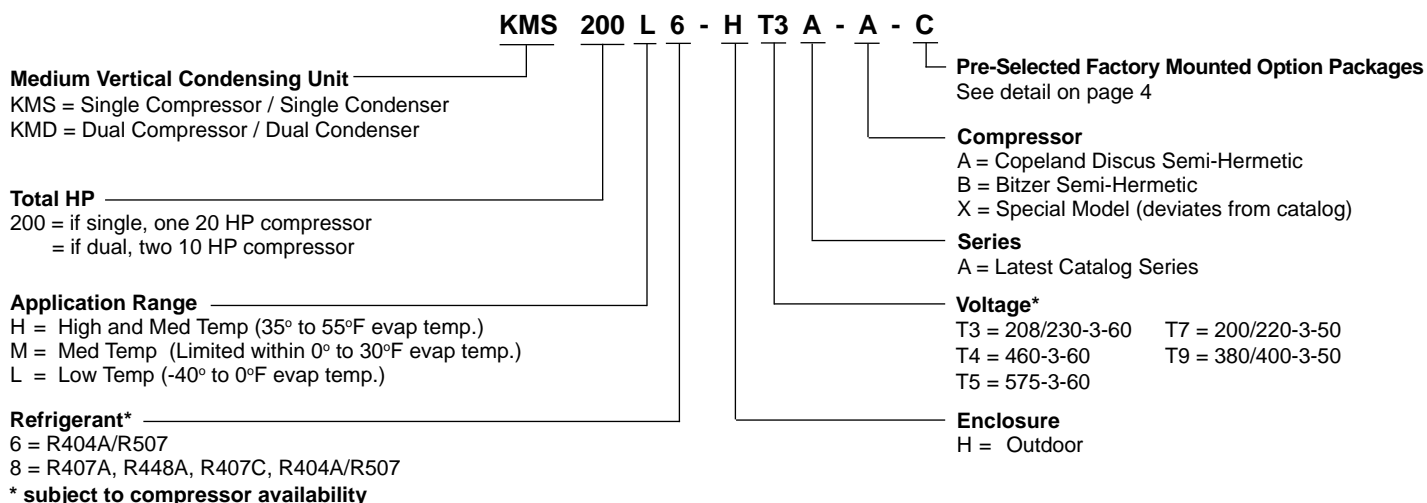 KMS 200 L 6 - H T3 A - A - C
Medium Vertical Condensing Unit
KMS = Single Compressor / Single Condenser
KMD = Dual Compressor / Dual Condenser
Total HP
200 = if single, one 20 HP compressor
= if dual, two 10 HP compressor
Application Range
H = High and Med Temp (35° to 55°F evap temp.)
M = Med Temp (Limited within 0° to 30°F evap temp.)
L = Low Temp (-40° to 0°F evap temp.)
Refrigerant*
6 = R404A/R507
8 = R407A, R448A, R407C, R404A/R507
* subject to compressor availability
Pre-Selected Factory Mounted Option Packages
See detail on page 4
Compressor
A = Copeland Discus Semi-Hermetic
B = Bitzer Semi-Hermetic
X = Special Model (deviates from catalog)
Series
A = Latest Catalog Series
Voltage*
T3 = 208/230-3-60 T7 = 200/220-3-50
T4 = 460-3-60 T9 = 380/400-3-50
T5 = 575-3-60
Enclosure
H = Outdoor